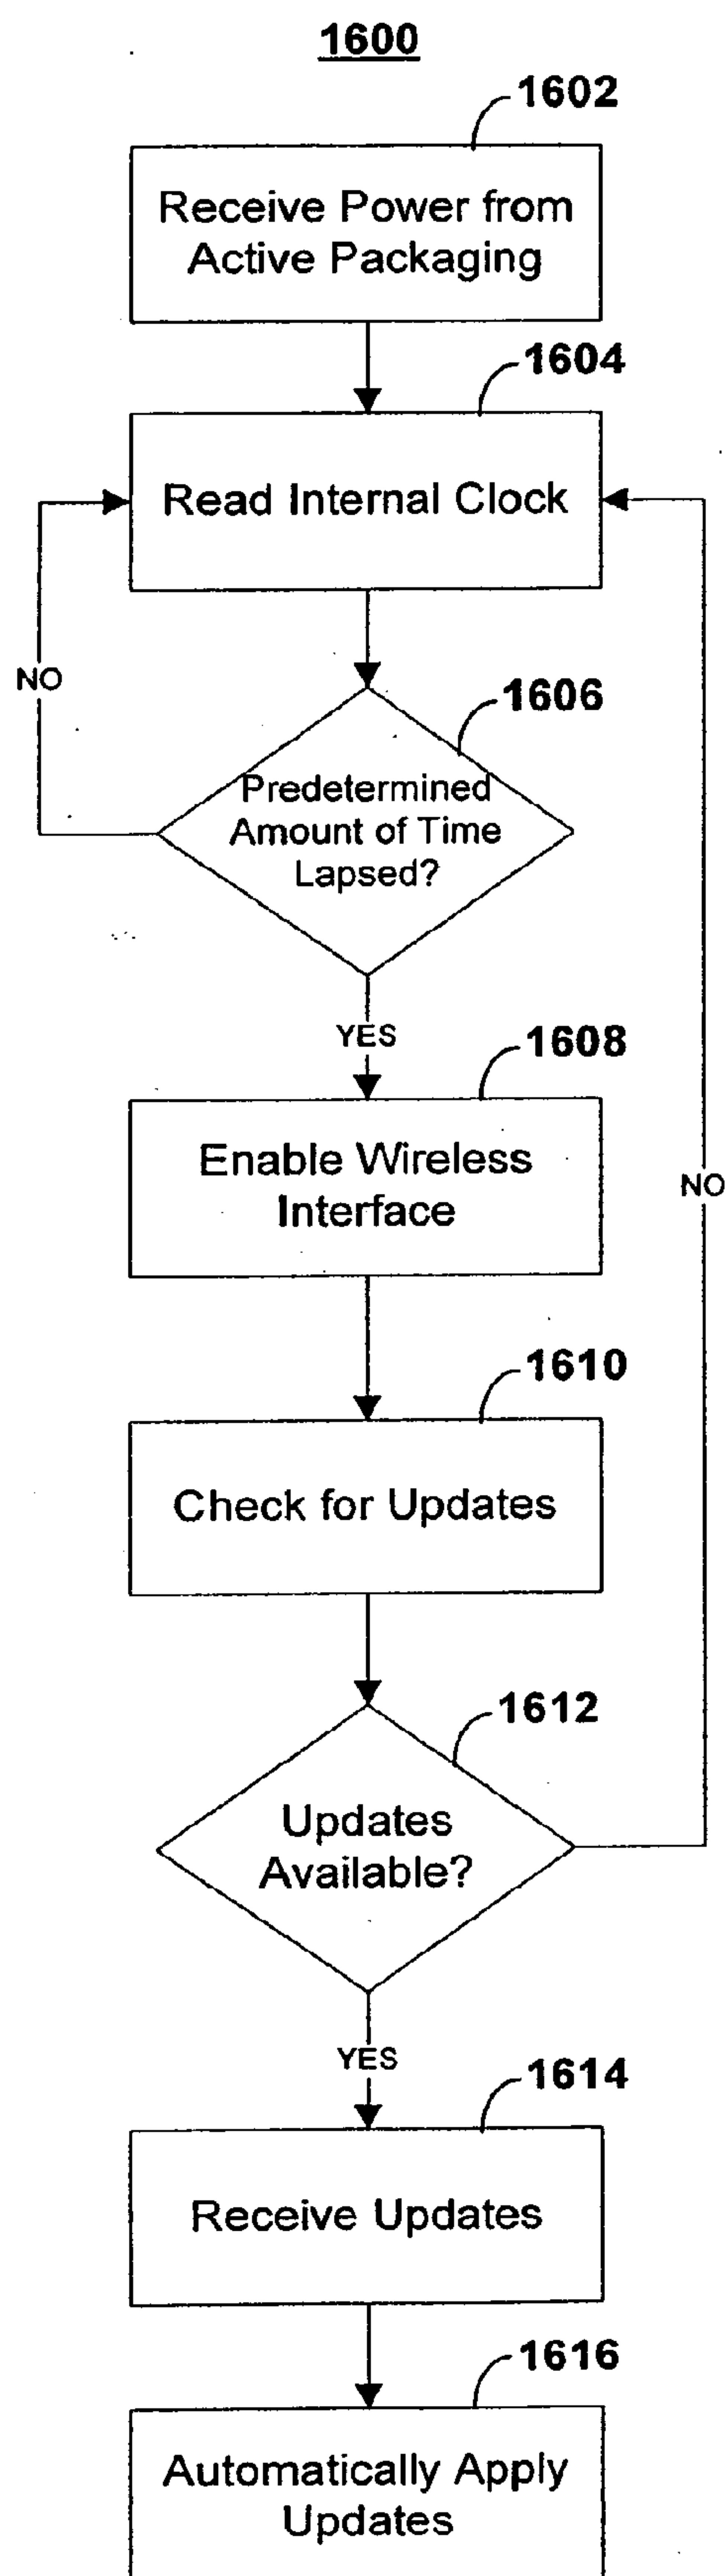 1600
1602
Receive Power from
Active Packaging
1604
Read Internal Clock
NO
1606
Predetermined
Amount of Time
Lapsed?
YES
1608
Enable Wireless
Interface
NO
1610
Check for Updates
1612
Updates
Available?
YES
1614
Receive Updates
1616
Automatically Apply
Updates